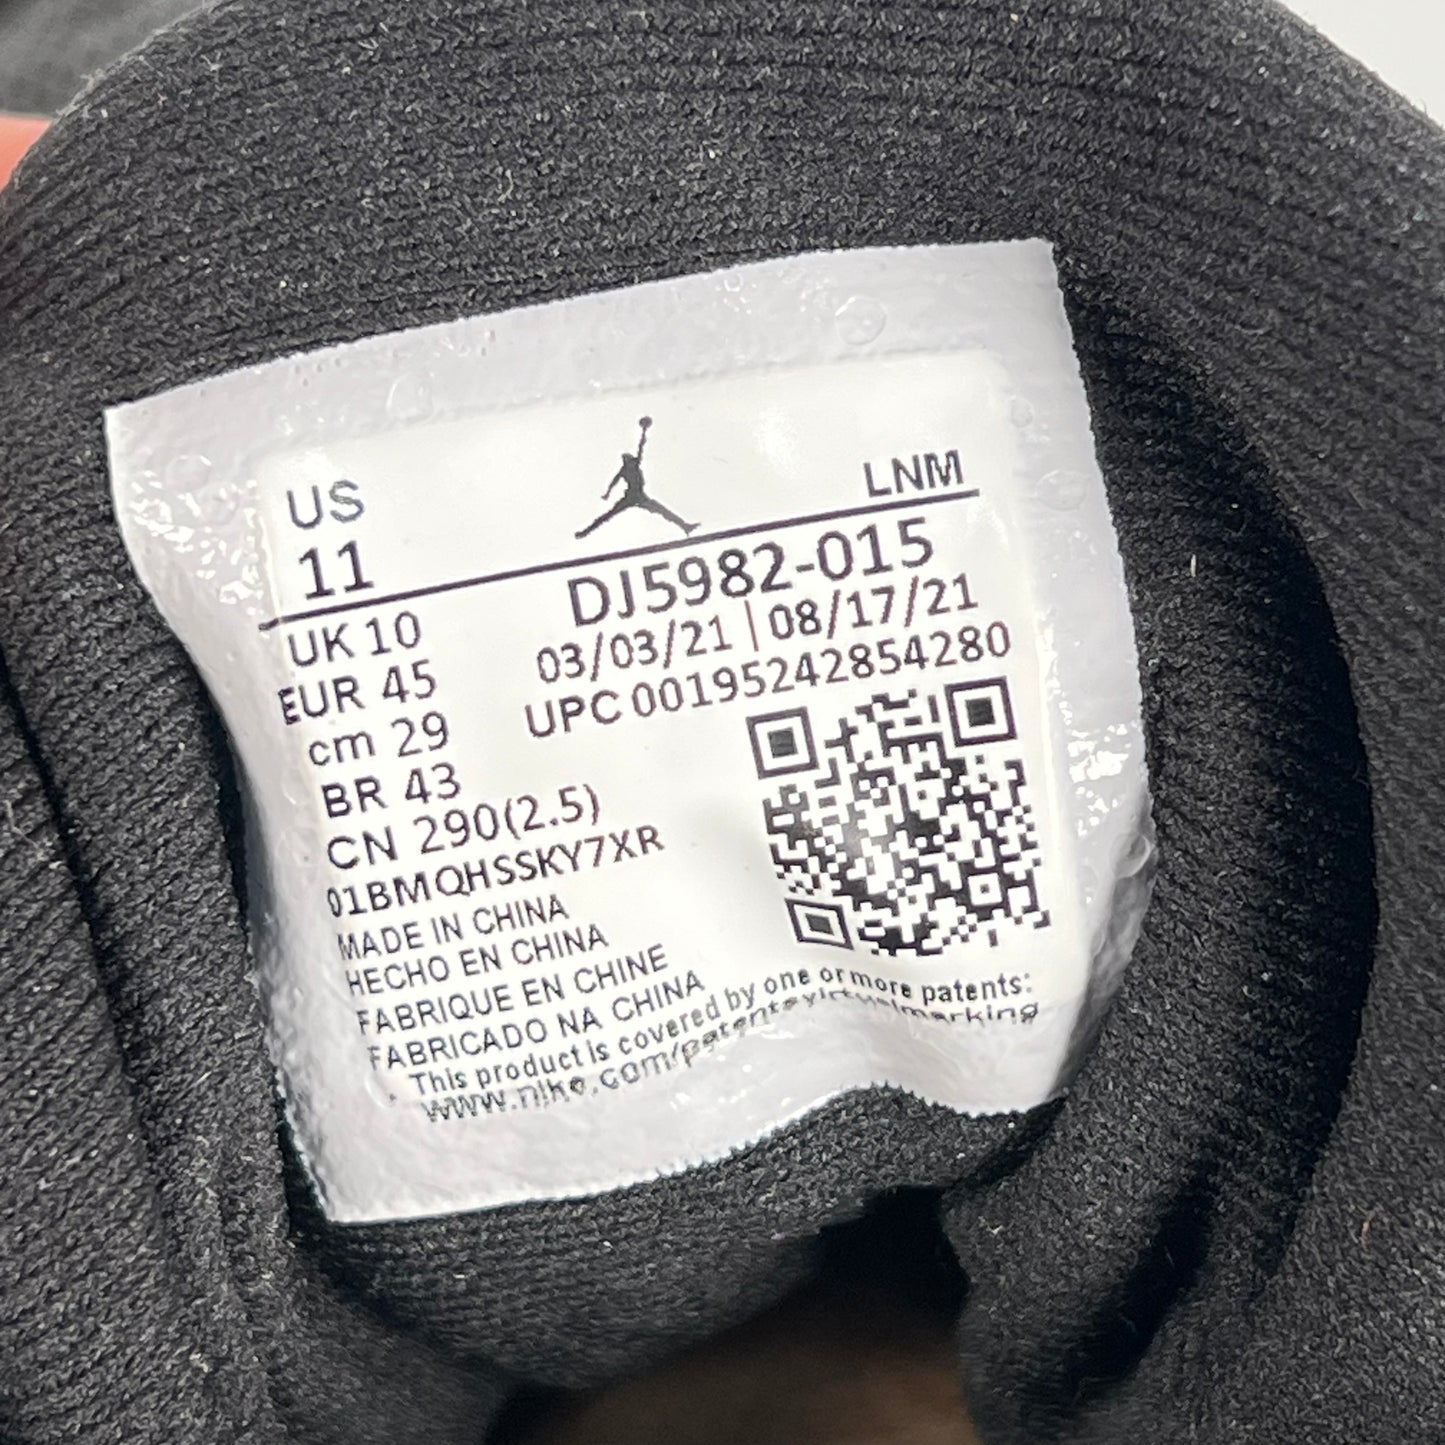 US
LNM
11
DJ5982-015
UK 10
03/03/21 | 08/17/21
EUR 45
UPC 00195242854280
cm 29
BR 43
CN 290(2.5)
01BMQHSSKY7XR
MADE IN CHINA
HECHO EN CHINA
FABRIQUE EN CHINE
FABRICADO NA CHINA
This product is covered by one or more patents:
www.nike.com/patentsvirtualmarking